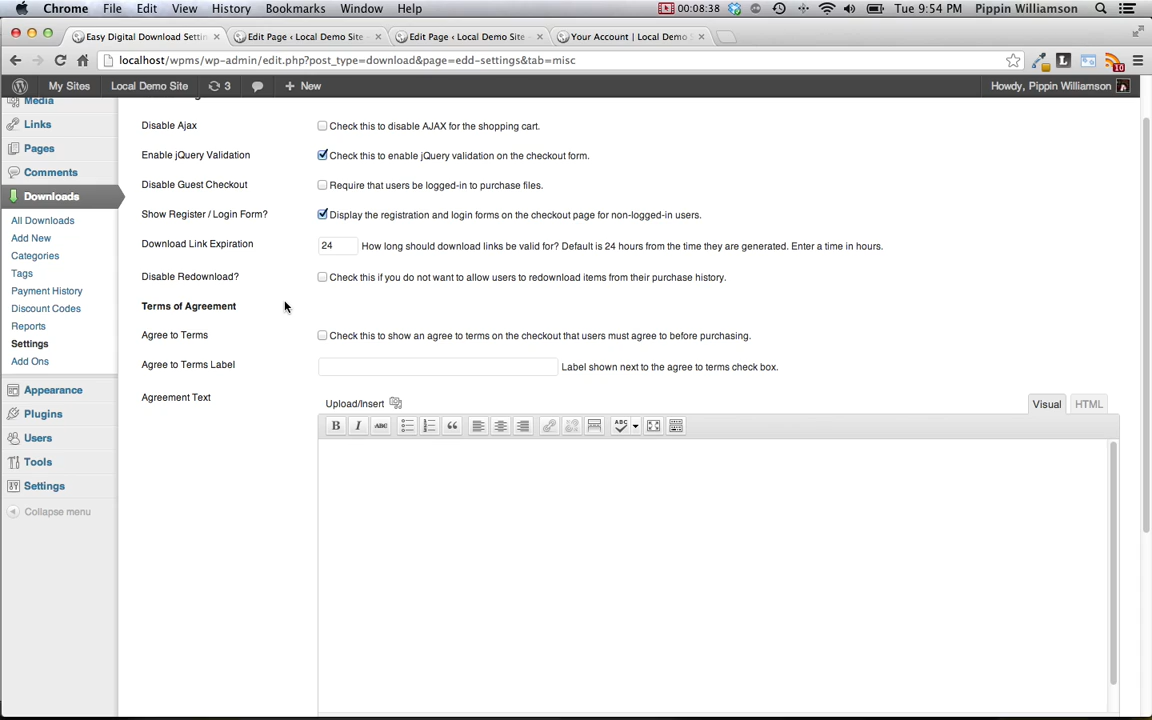 Chrome File Edit View History Bookmarks Window Help 00:08:38 Tue 9:54 PM Pippin Williamson
Easy Digital Download Settin × Edit Page ‹ Local Demo Site – × Edit Page ‹ Local Demo Site – × Your Account | Local Demo S ×
localhost/wpms/wp-admin/edit.php?post_type=download&page=edd-settings&tab=misc
10
My Sites Local Demo Site 3 + New Howdy, Pippin Williamson
Media
Links
Pages
Comments
Downloads
All Downloads
Add New
Categories
Tags
Payment History
Discount Codes
Reports
Settings
Add Ons
Appearance
Plugins
Users
Tools
Settings
Collapse menu
Disable Ajax Check this to disable AJAX for the shopping cart.
Enable jQuery Validation Check this to enable jQuery validation on the checkout form.
Disable Guest Checkout Require that users be logged-in to purchase files.
Show Register / Login Form? Display the registration and login forms on the checkout page for non-logged-in users.
Download Link Expiration 24 How long should download links be valid for? Default is 24 hours from the time they are generated. Enter a time in hours.
Disable Redownload? Check this if you do not want to allow users to redownload items from their purchase history.
Terms of Agreement
Agree to Terms Check this to show an agree to terms on the checkout that users must agree to before purchasing.
Agree to Terms Label Label shown next to the agree to terms check box.
Agreement Text Upload/Insert Visual HTML
B I ABC ABC